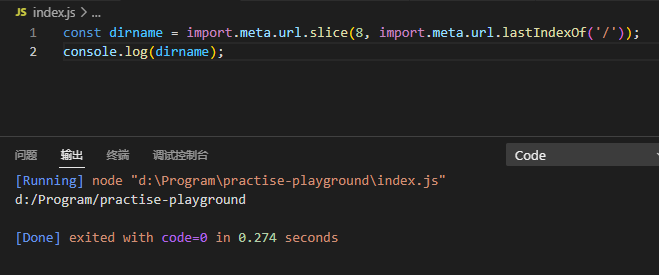 JS index.js > ...
1 const dirname = import.meta.url.slice(8, import.meta.url.lastIndexOf('/'));
2 console.log(dirname);
问题 输出 终端 调试控制台 Code
[Running] node "d:\Program\practise-playground\index.js"
d:/Program/practise-playground
[Done] exited with code=0 in 0.274 seconds